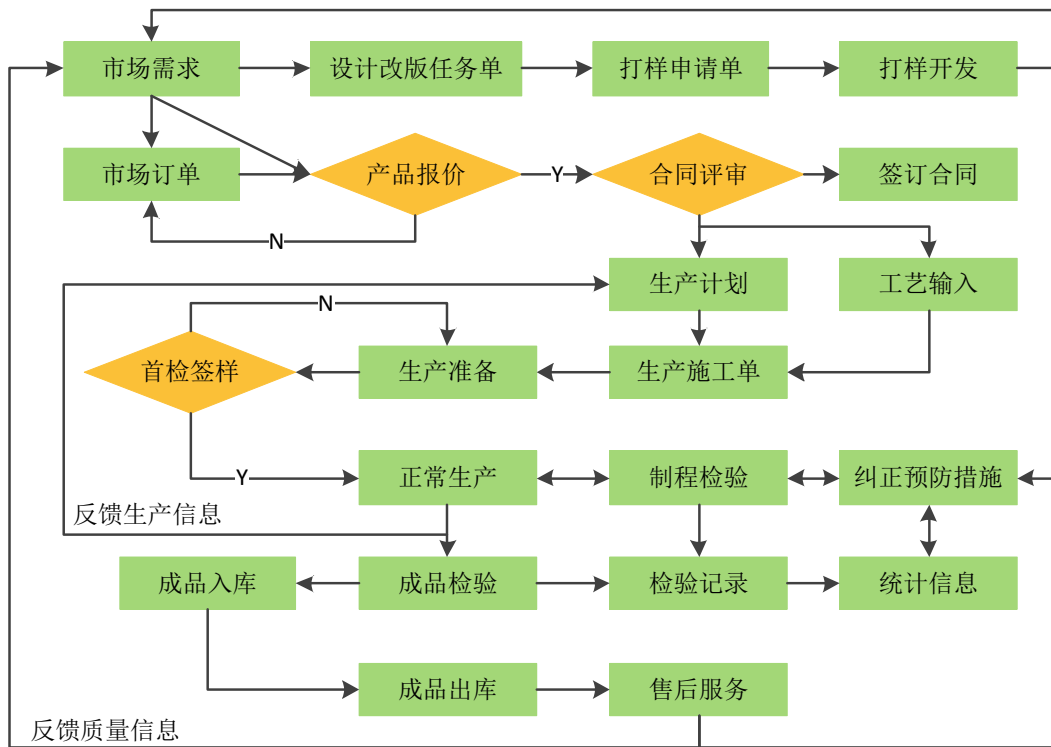 市场需求
设计改版任务单
打样申请单
打样开发
市场订单
产品报价
Y
合同评审
签订合同
N
生产计划
工艺输入
N
首检签样
生产准备
生产施工单
Y
正常生产
制程检验
纠正预防措施
反馈生产信息
成品入库
成品检验
检验记录
统计信息
成品出库
售后服务
反馈质量信息